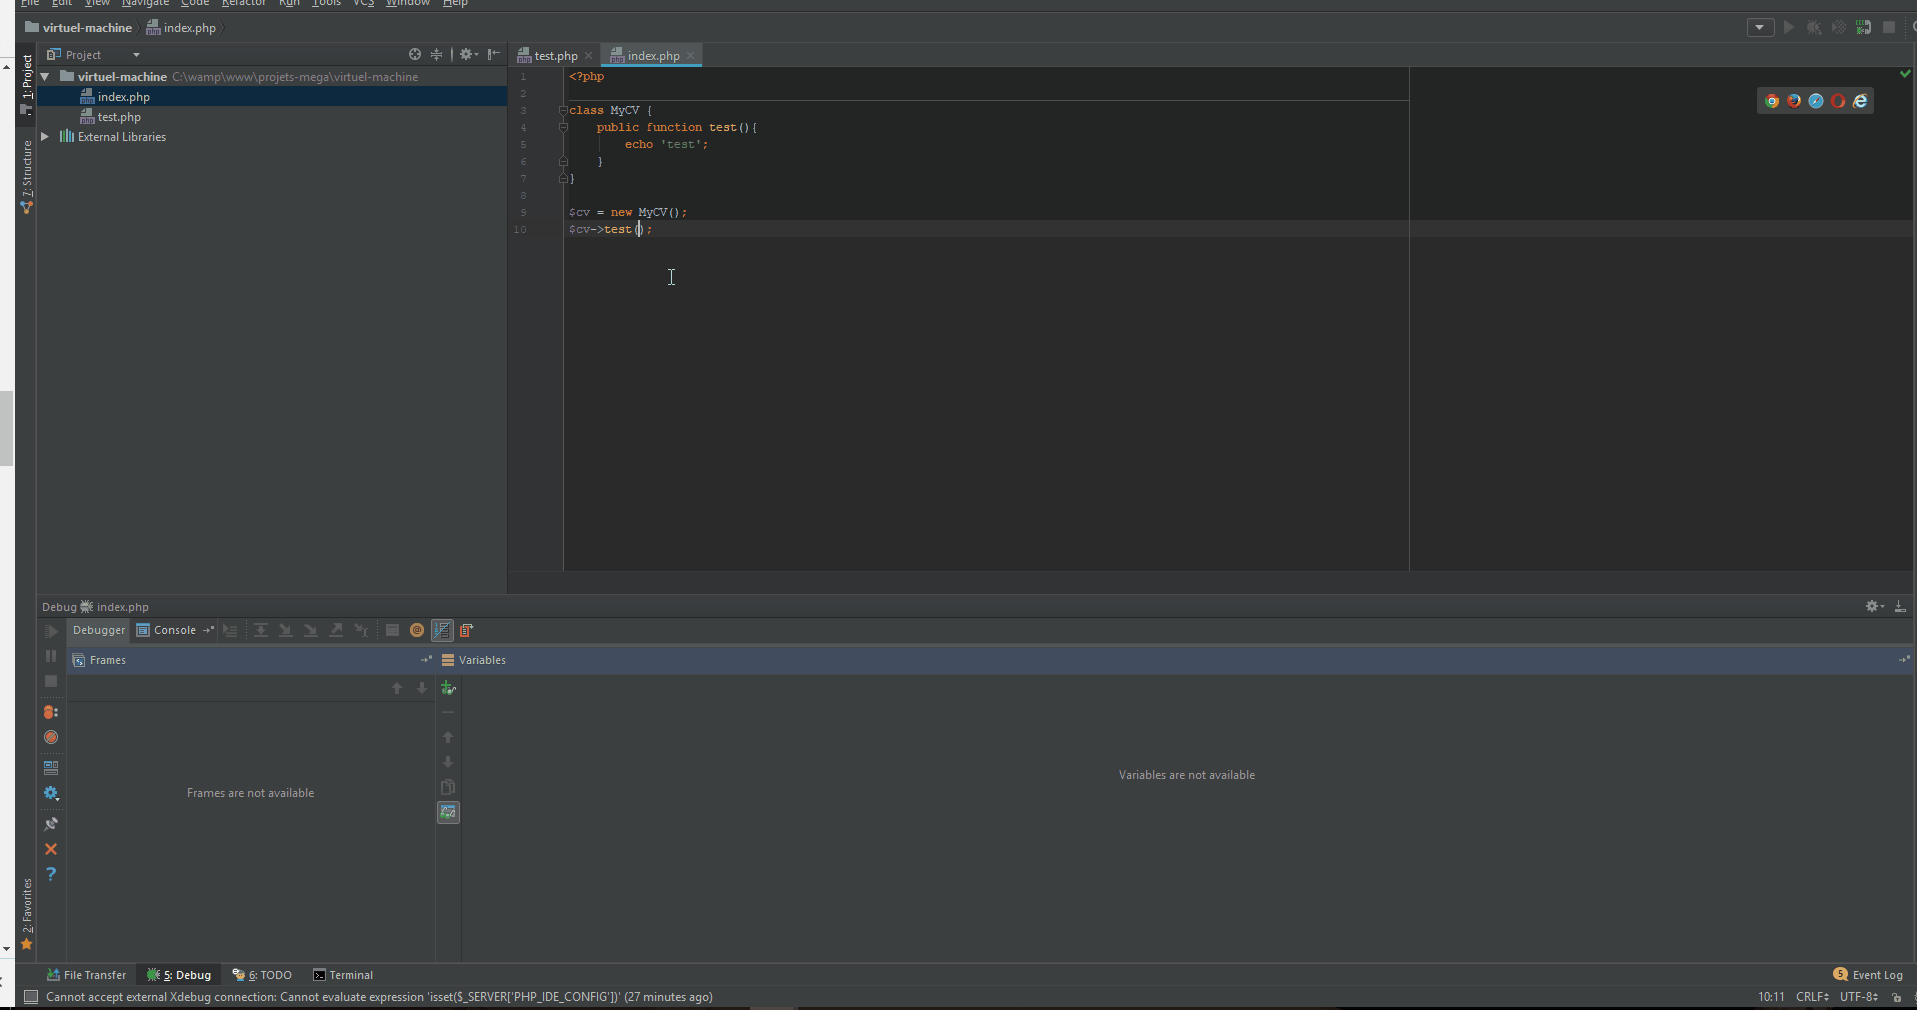 File Edit View Navigate Code Refactor Run Tools VCS Window Help
virtuel-machine index.php
Project
test.php index.php
1: Project
virtuel-machine C:\wamp\www\projets-mega\virtuel-machine
index.php
test.php
External Libraries
7: Structure
1 <?php
2
3 class MyCV {
4 public function test(){
5 echo 'test';
6 }
7 }
8
9 $cv = new MyCV();
10 $cv->test();
Debug index.php
Debugger Console
Frames
Variables
Frames are not available
Variables are not available
2: Favorites
File Transfer 5: Debug 6: TODO Terminal
5 Event Log
Cannot accept external Xdebug connection: Cannot evaluate expression 'isset($_SERVER['PHP_IDE_CONFIG'])' (27 minutes ago)
10:11 CRLF UTF-8